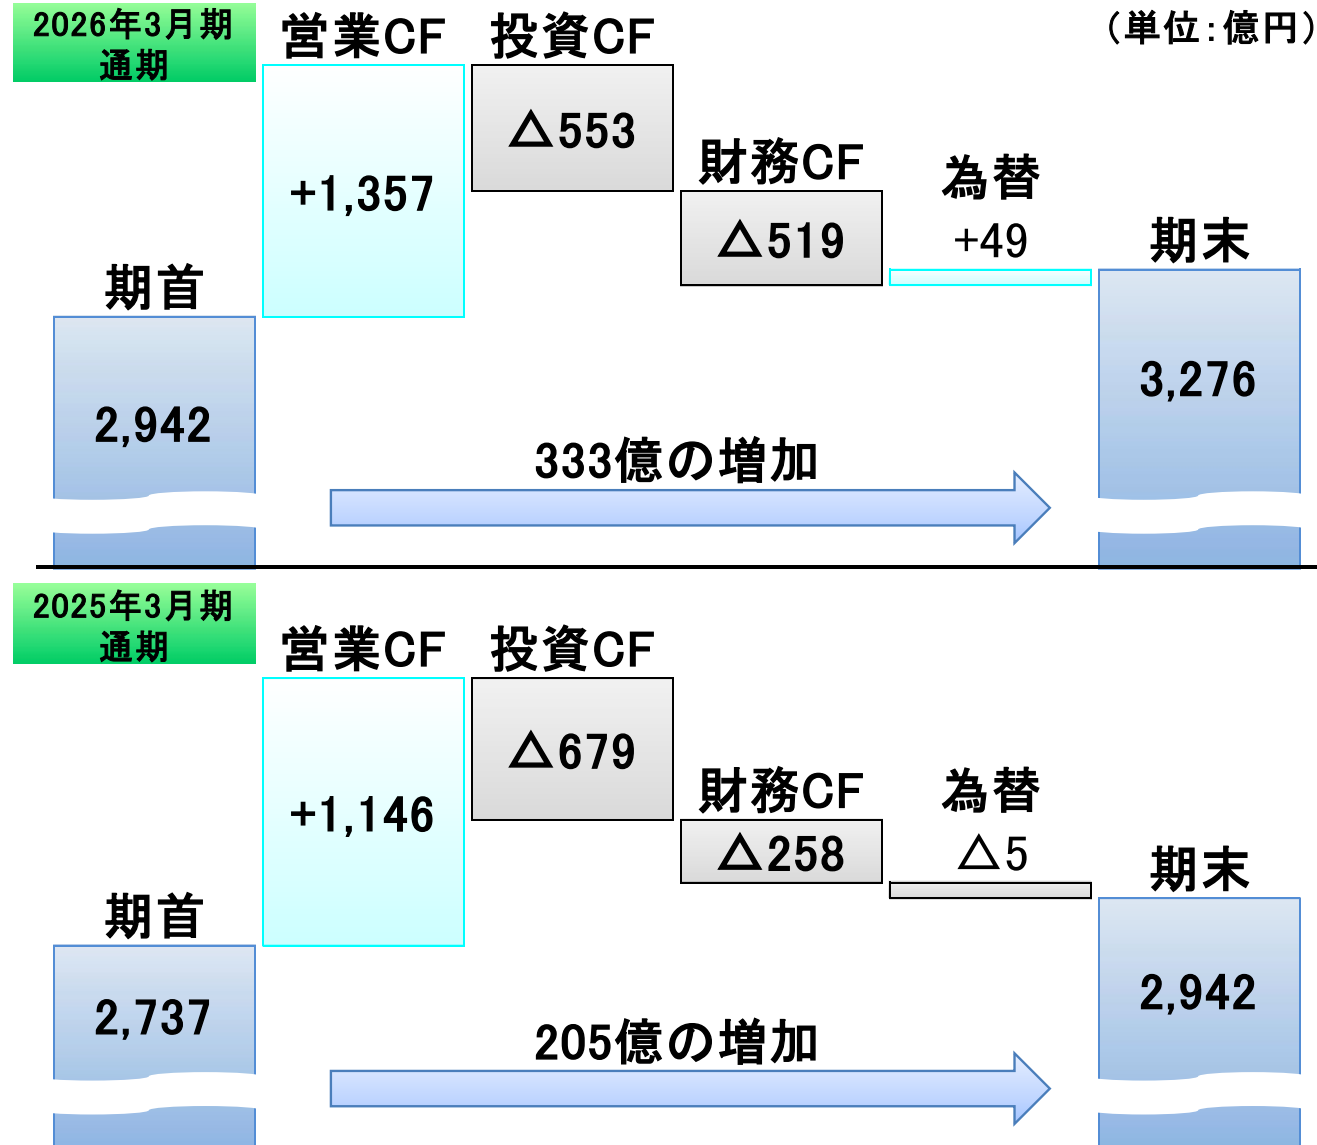 2026年3月期
通期
(単位:億円)
営業CF
投資CF
+1,357
△553
財務CF
△519
為替
+49
期首
2,942
期末
3,276
333億の増加
2025年3月期
通期
営業CF
投資CF
+1,146
△679
財務CF
△258
為替
△5
期首
2,737
期末
2,942
205億の増加